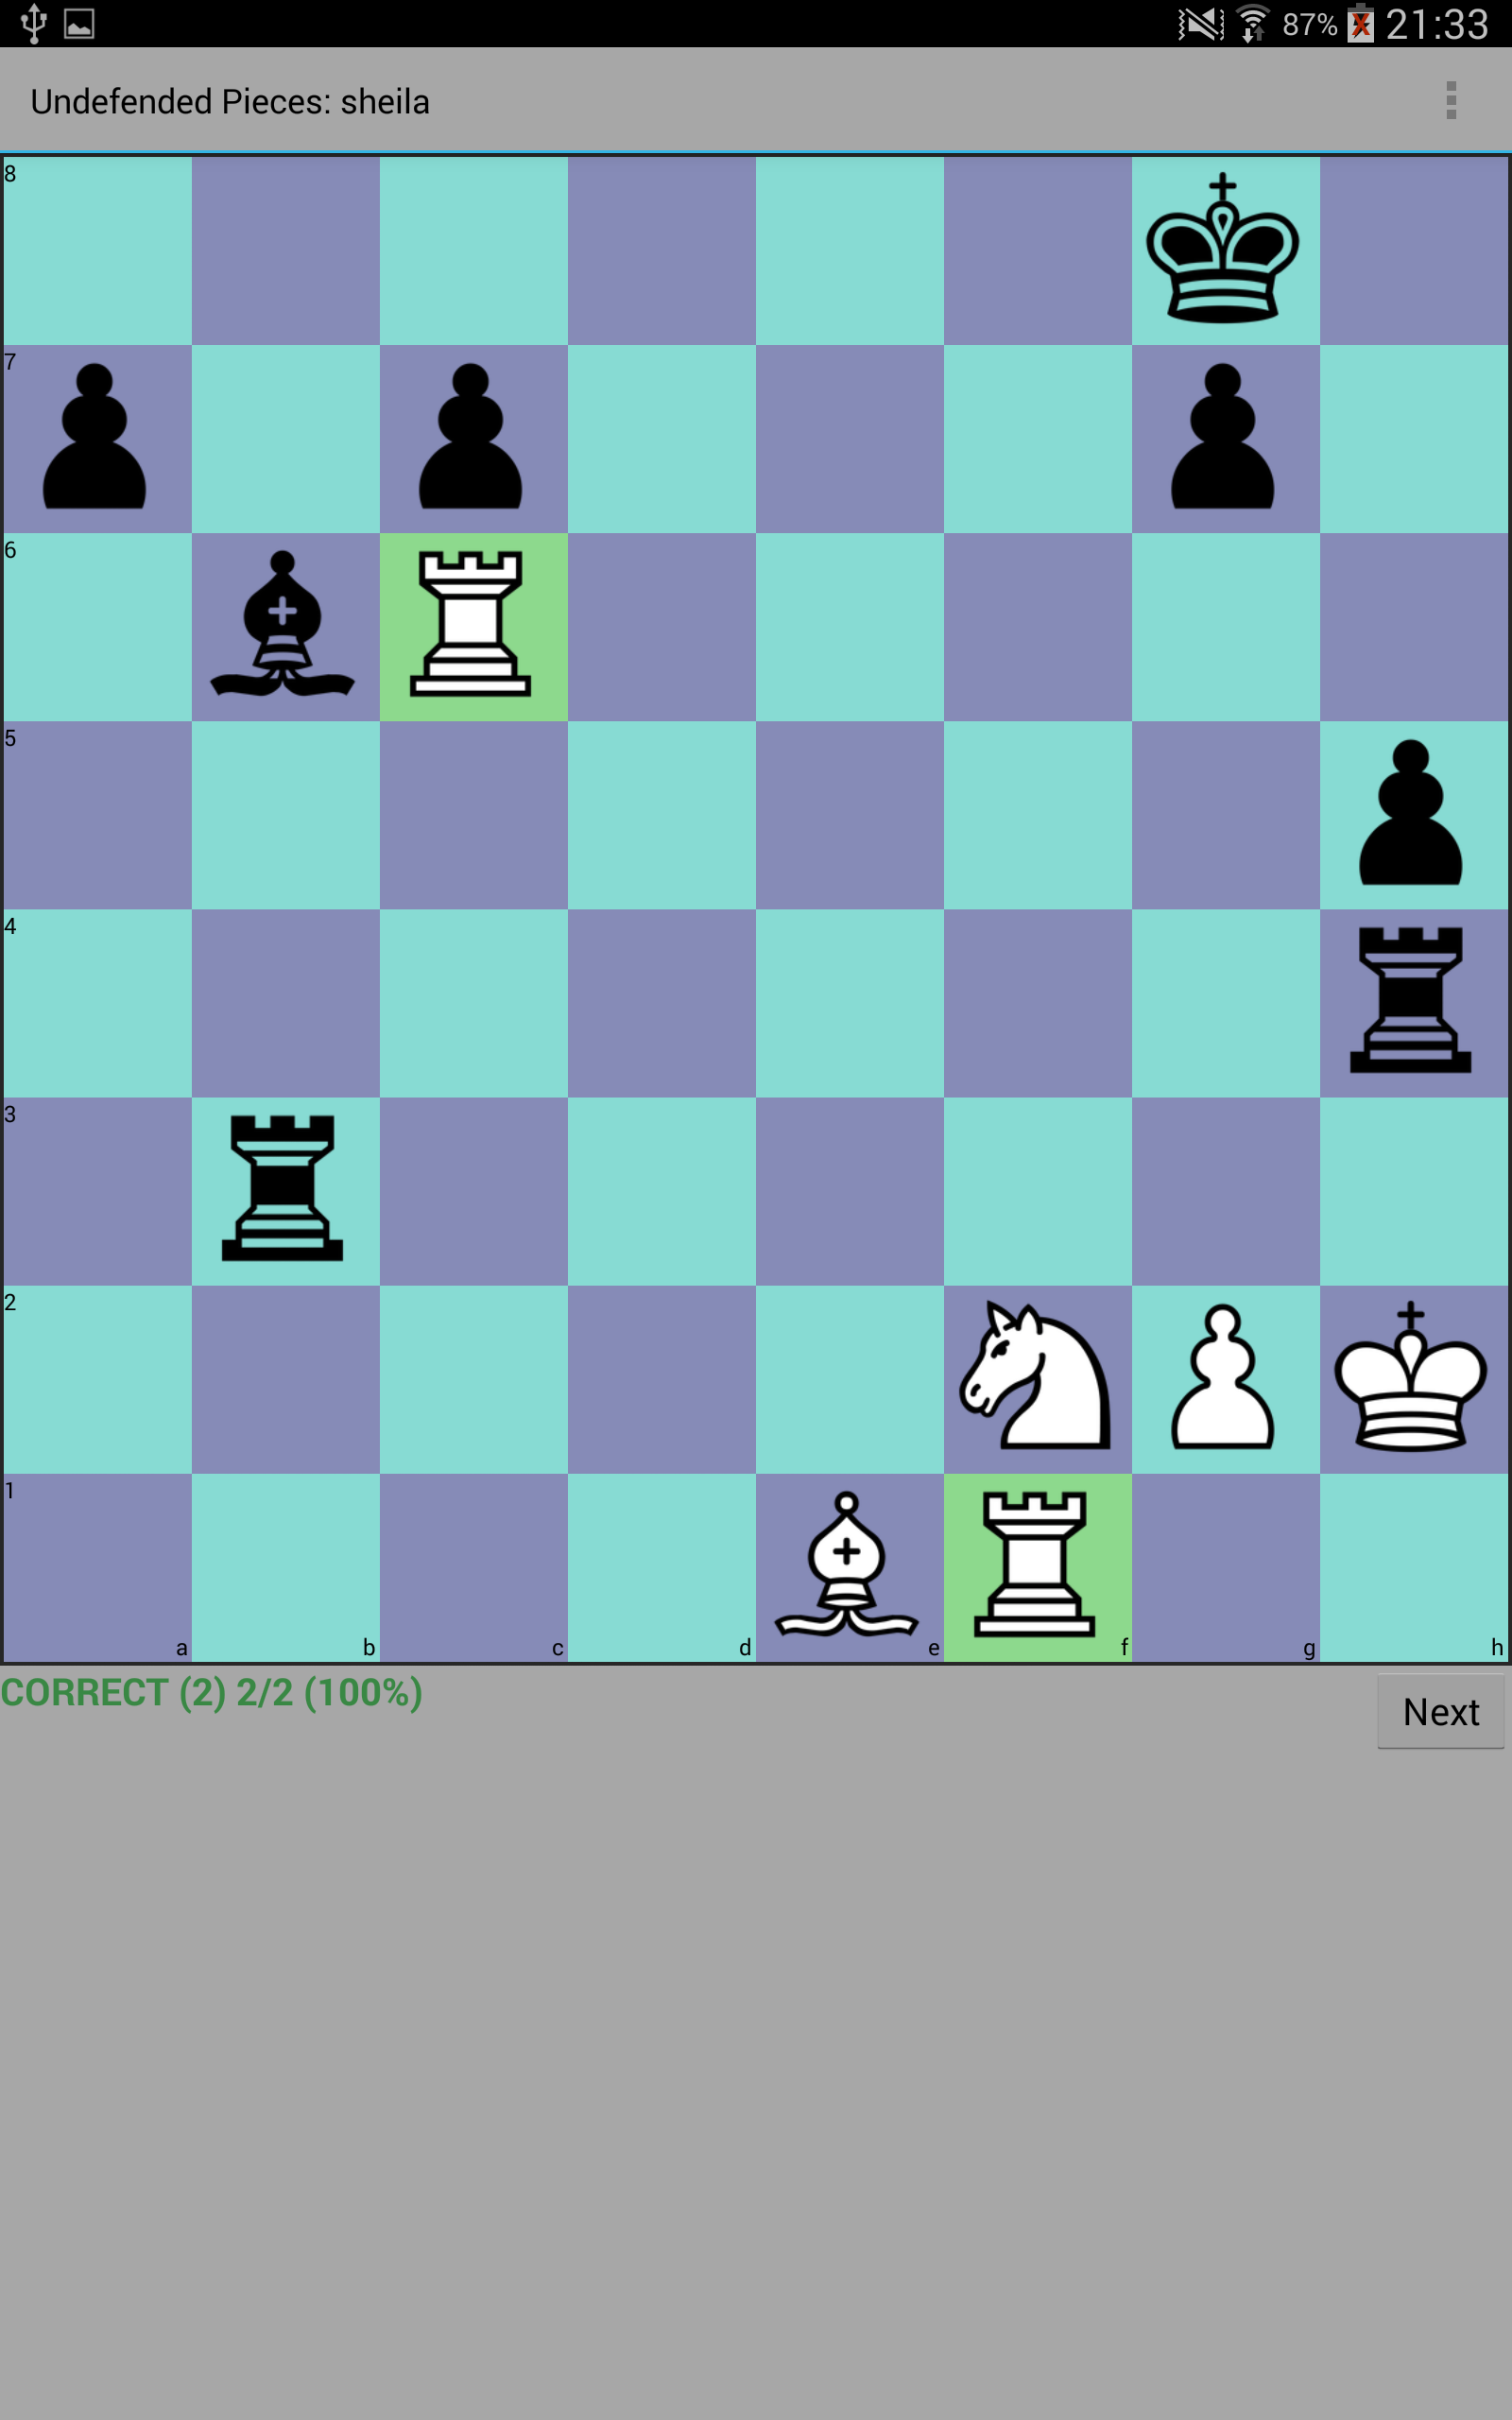 87% 21:33
Undefended Pieces: sheila
8
7
6
5
4
3
2
1
a b c d e f g h
CORRECT (2) 2/2 (100%)
Next